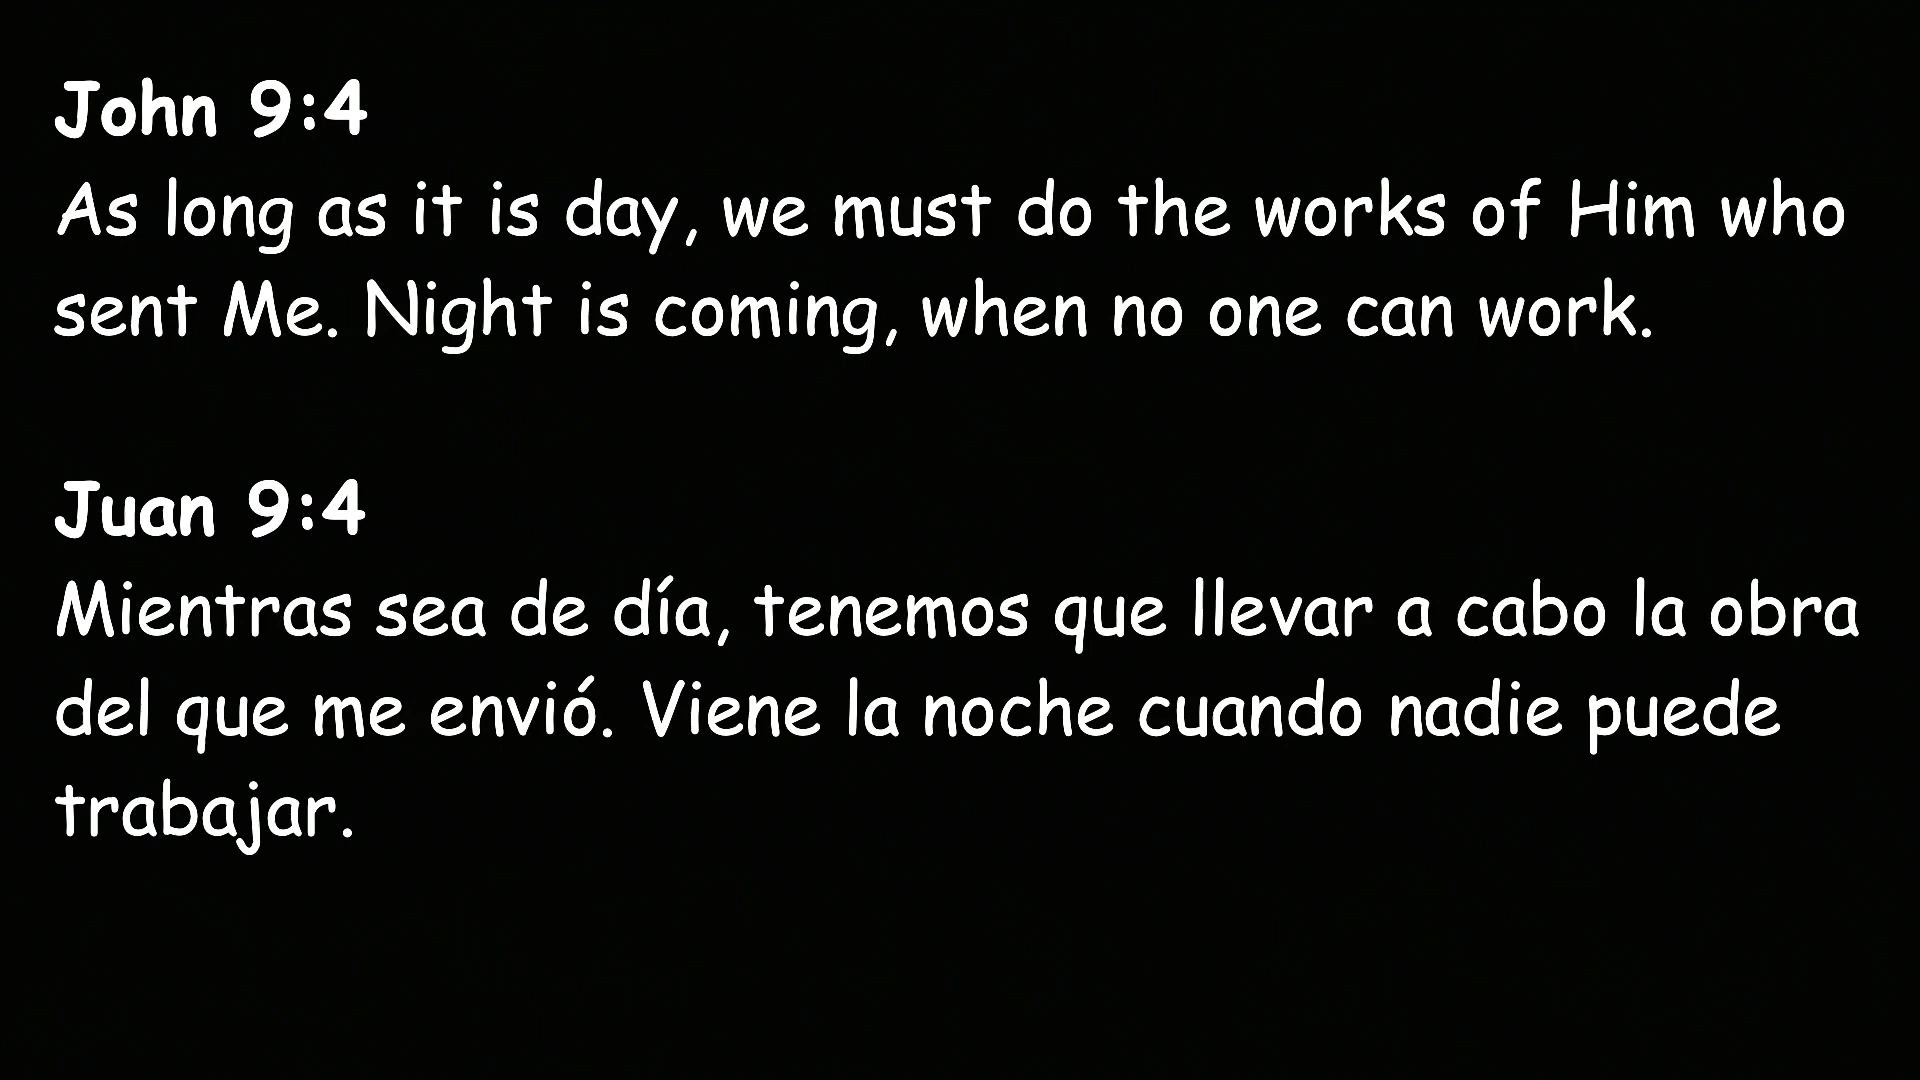 John 9:4
As long as it is day, we must do the works of Him who
sent Me. Night is coming, when no one can work.
Juan 9:4
Mientras sea de día, tenemos que llevar a cabo la obra
del que me envió. Viene la noche cuando nadie puede
trabajar.